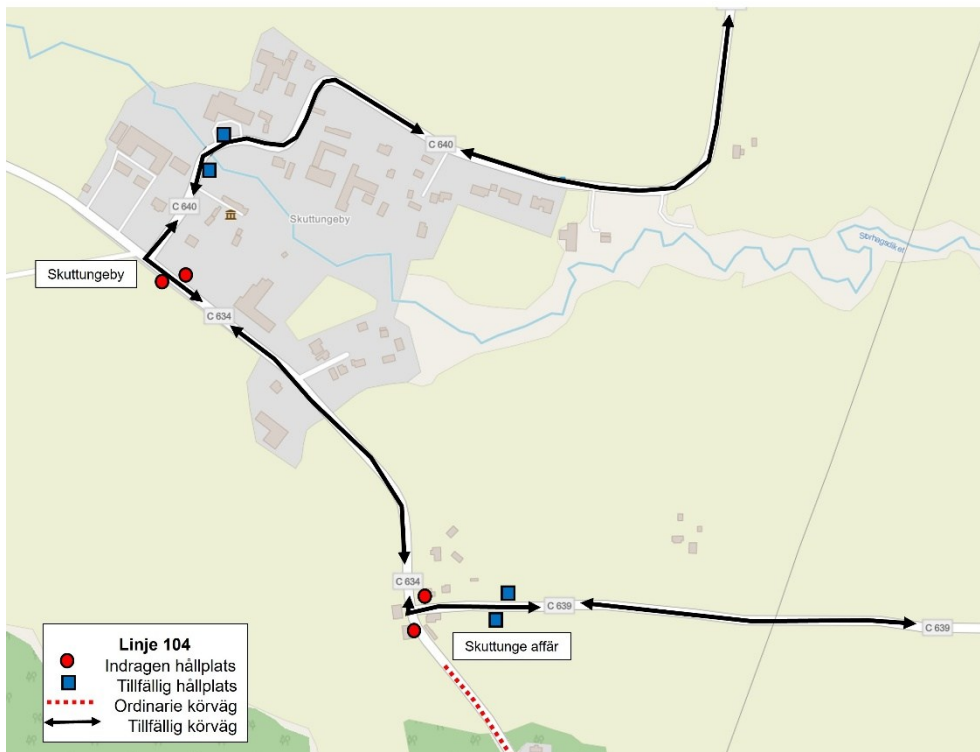 C 640
C 640
Skuttungeby
Storhagsdiket
Skuttungeby
C 634
C 634
C 639
C 639
Skuttunge affär
Linje 104
Indragen hållplats
Tillfällig hållplats
Ordinarie körväg
Tillfällig körväg